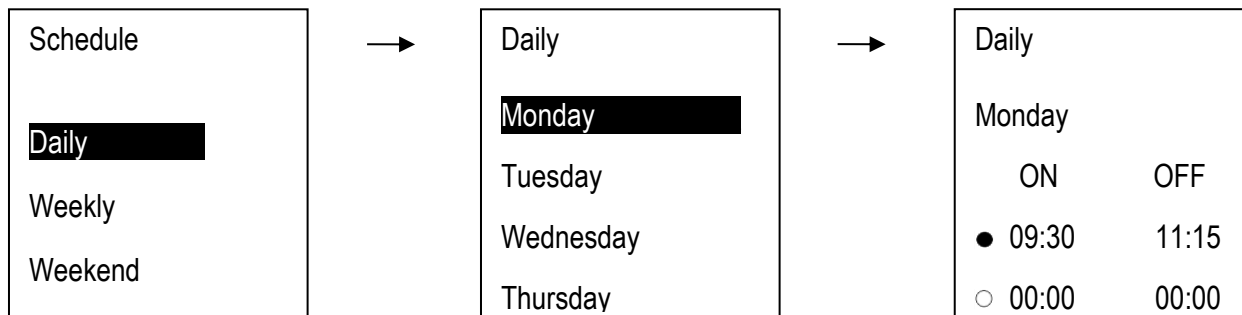 Schedule
Daily
Weekly
Weekend
Daily
Monday
Tuesday
Wednesday
Thursday
Daily
Monday
ON OFF
09:30 11:15
00:00 00:00